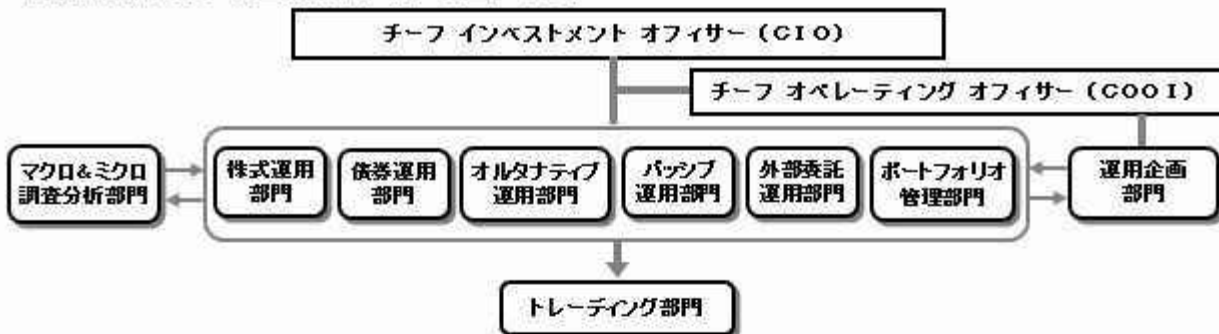 チーフ インベストメント オフィサー（CIO）
チーフ オペレーティング オフィサー（COOI）
マクロ&ミクロ
調査分析部門
株式運用
部門
債券運用
部門
オルタナティブ
運用部門
パッシブ
運用部門
外部委託
運用部門
ポートフォリオ
管理部門
運用企画
部門
トレーディング部門